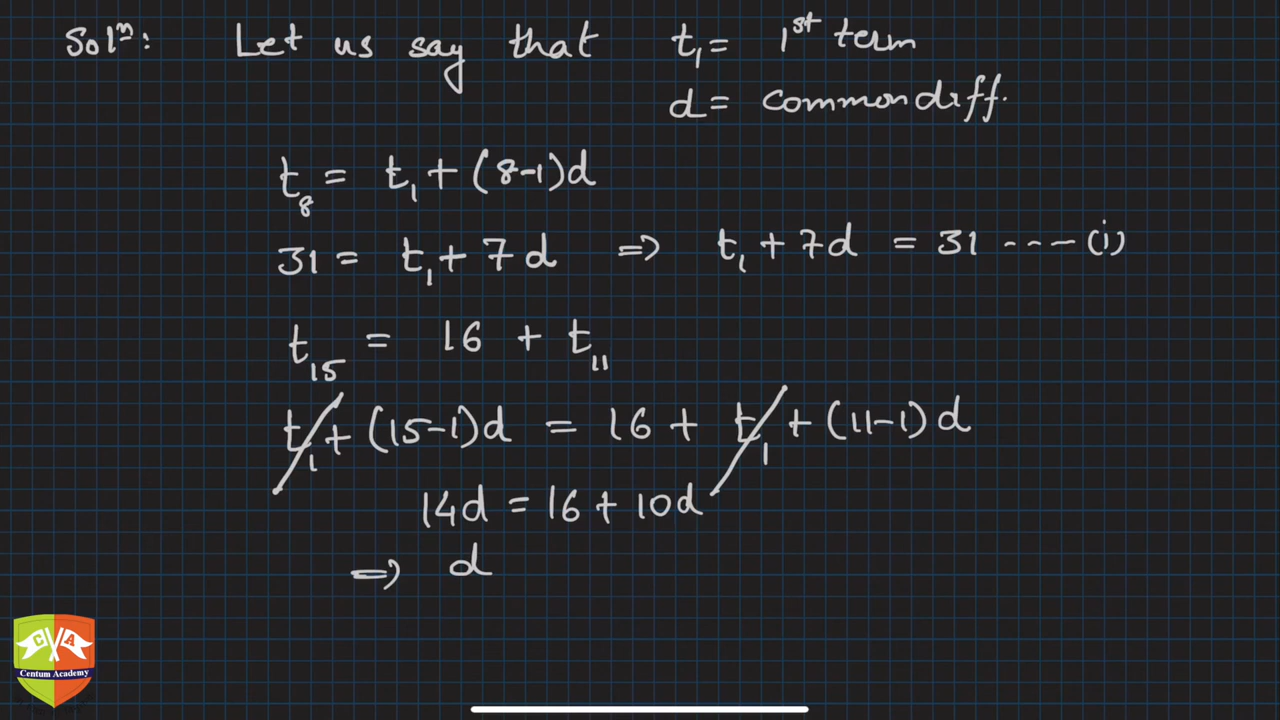 Solⁿ: Let us say that t₁ = 1ˢᵗ term
d = common diff.
t₈ = t₁ + (8-1)d
31 = t₁ + 7d ⇒ t₁ + 7d = 31 ---- (i)
t₁₅ = 16 + t₁₁
t₁ + (15-1)d = 16 + t₁ + (11-1)d
14d = 16 + 10d
⇒ d
C A
Centum Academy